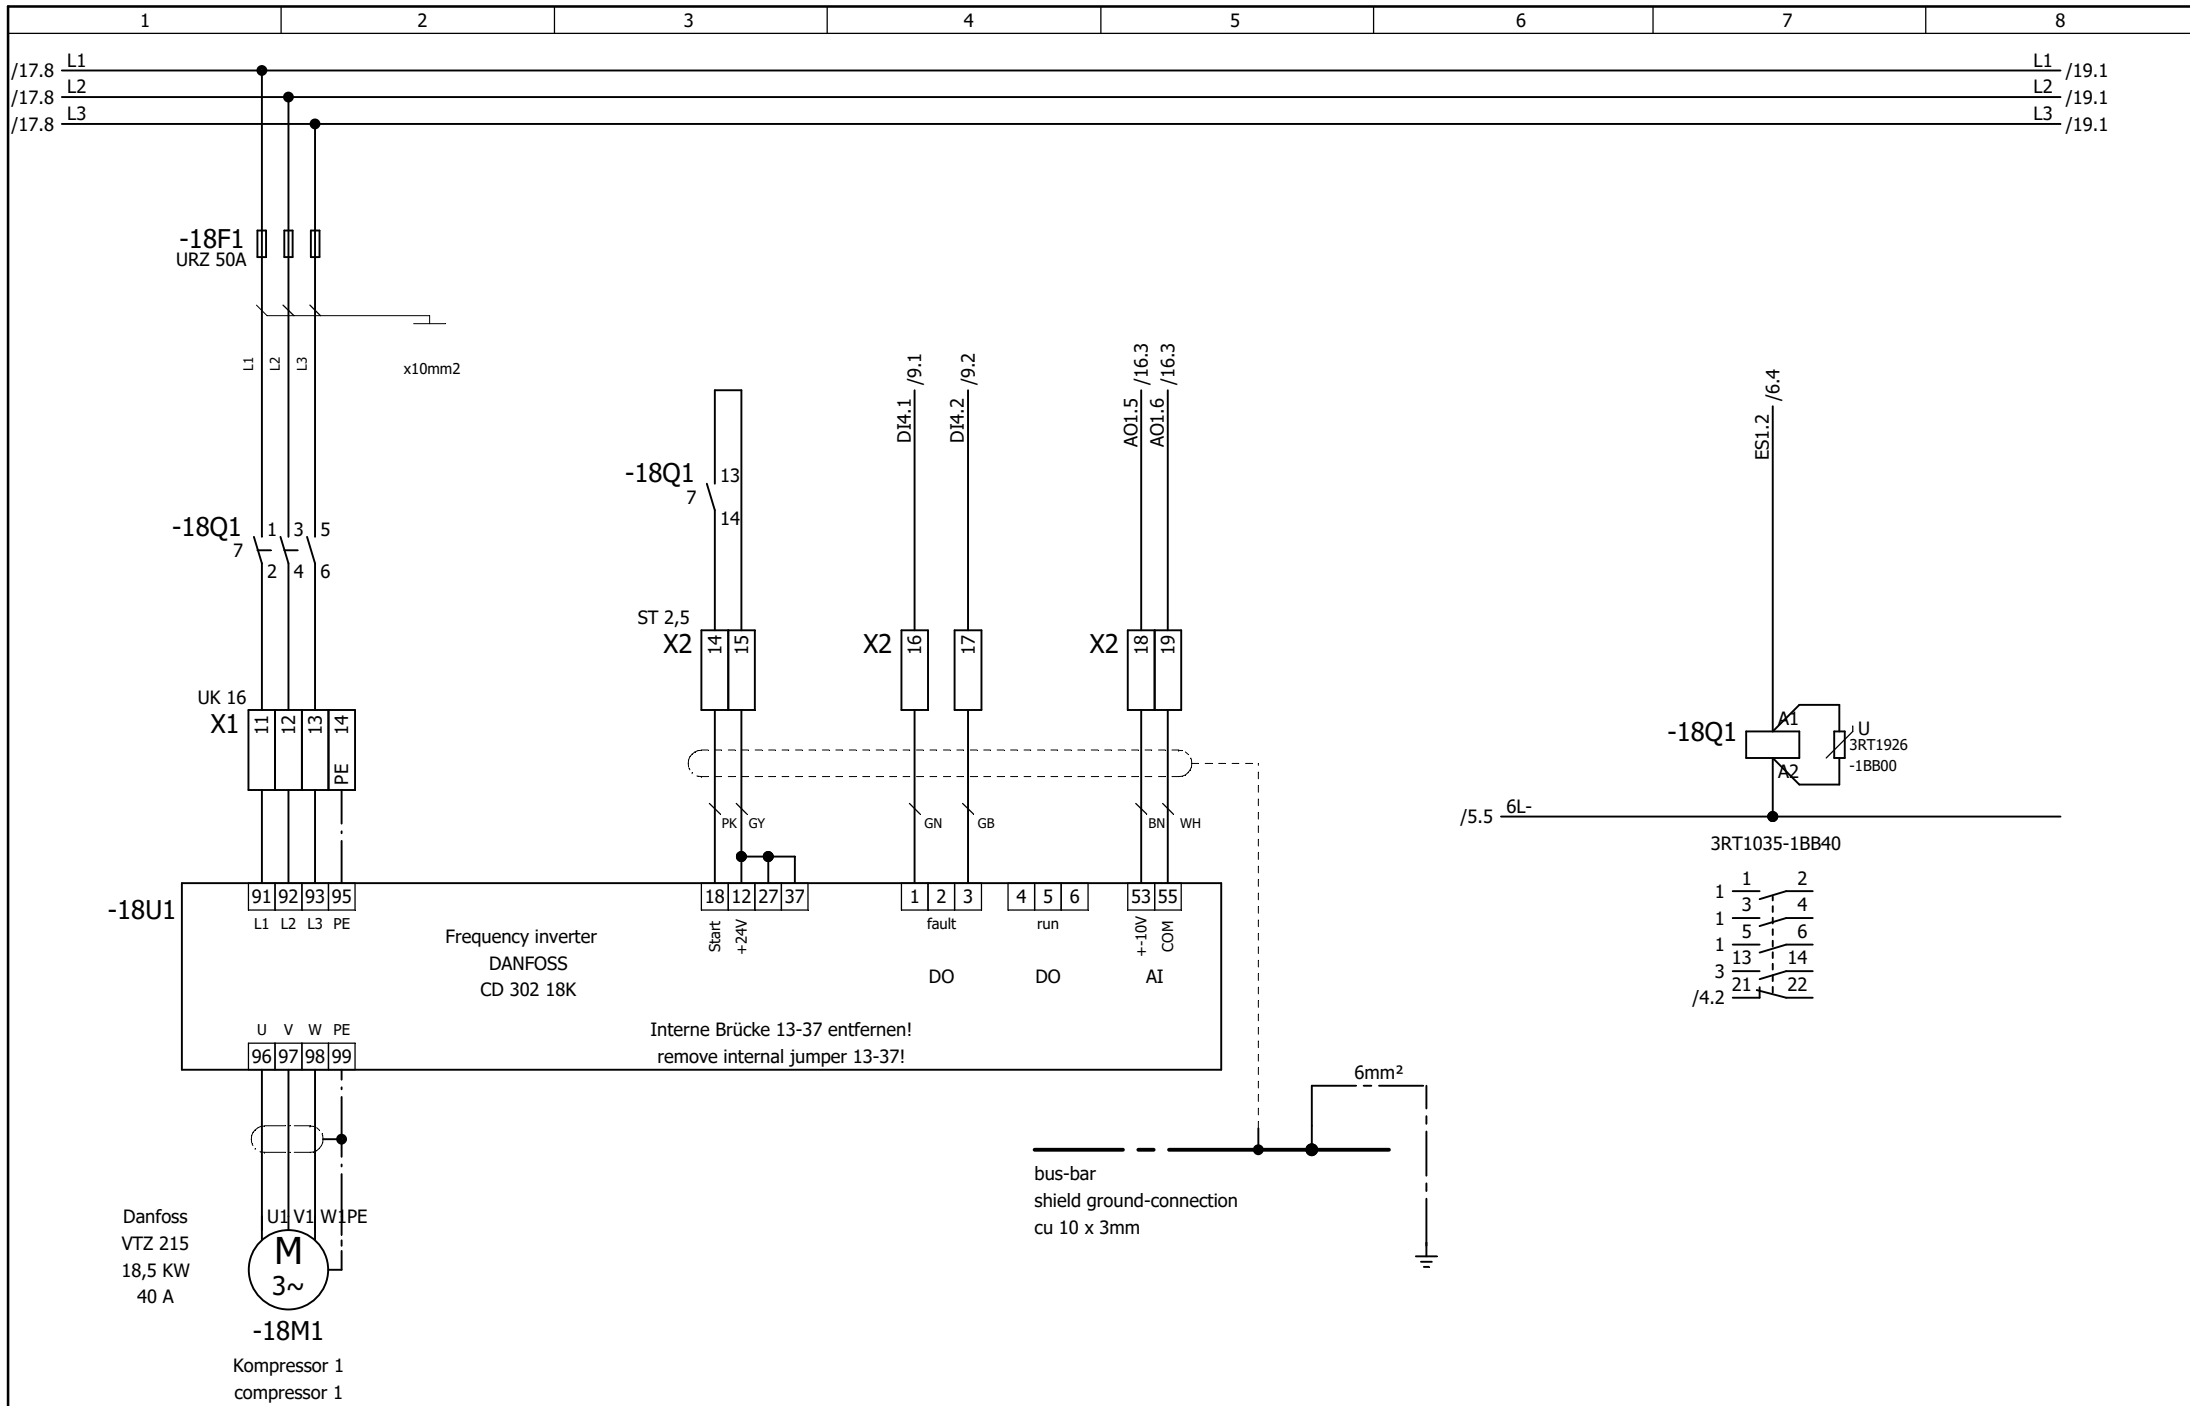 1 2 3 4 5 6 7 8
/17.8 L1 L1 /19.1
/17.8 L2 L2 /19.1
/17.8 L3 L3 /19.1
-18F1
URZ 50A
L1 L2 L3
x10mm2
DI4.1 /9.1
DI4.2 /9.2
AO1.5 /16.3
AO1.6 /16.3
ES1.2 /6.4
-18Q1 13
7
14
-18Q1 1 3 5
7
2 4 6
ST 2,5
X2 14 15
X2 16 17
X2 18 19
UK 16
X1 11 12 13 14
PE
-18Q1 A1
A2
U
3RT1926
-1BB00
/5.5 6L-
PK GY GN GB BN WH
3RT1035-1BB40
1 1 2
1 3 4
1 5 6
3 13 14
/4.2 21 22
-18U1
91 92 93 95 18 12 27 37 1 2 3 4 5 6 53 55
L1 L2 L3 PE Start +24V fault run +-10V COM
Frequency inverter
DANFOSS
CD 302 18K
DO DO AI
Interne Brücke 13-37 entfernen!
remove internal jumper 13-37!
U V W PE
96 97 98 99
6mm²
bus-bar
shield ground-connection
cu 10 x 3mm
Danfoss
VTZ 215
18,5 KW
40 A
U1 V1 W1 PE
M
3~
-18M1
Kompressor 1
compressor 1